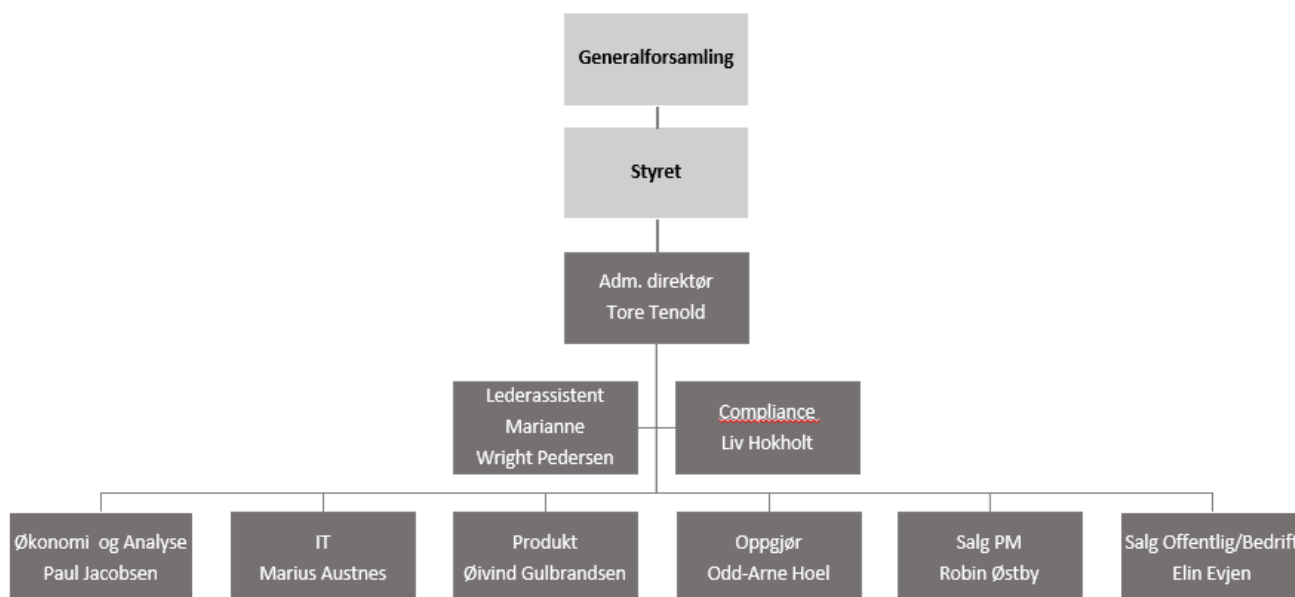 Generalforsamling
Styret
Adm. direktør
Tore Tenold
Lederassistent
Marianne
Wright Pedersen
Compliance
Liv Hokholt
Økonomi og Analyse
Paul Jacobsen
IT
Marius Austnes
Produkt
Øivind Gulbrandsen
Oppgjør
Odd-Arne Hoel
Salg PM
Robin Østby
Salg Offentlig/Bedrift
Elin Evjen